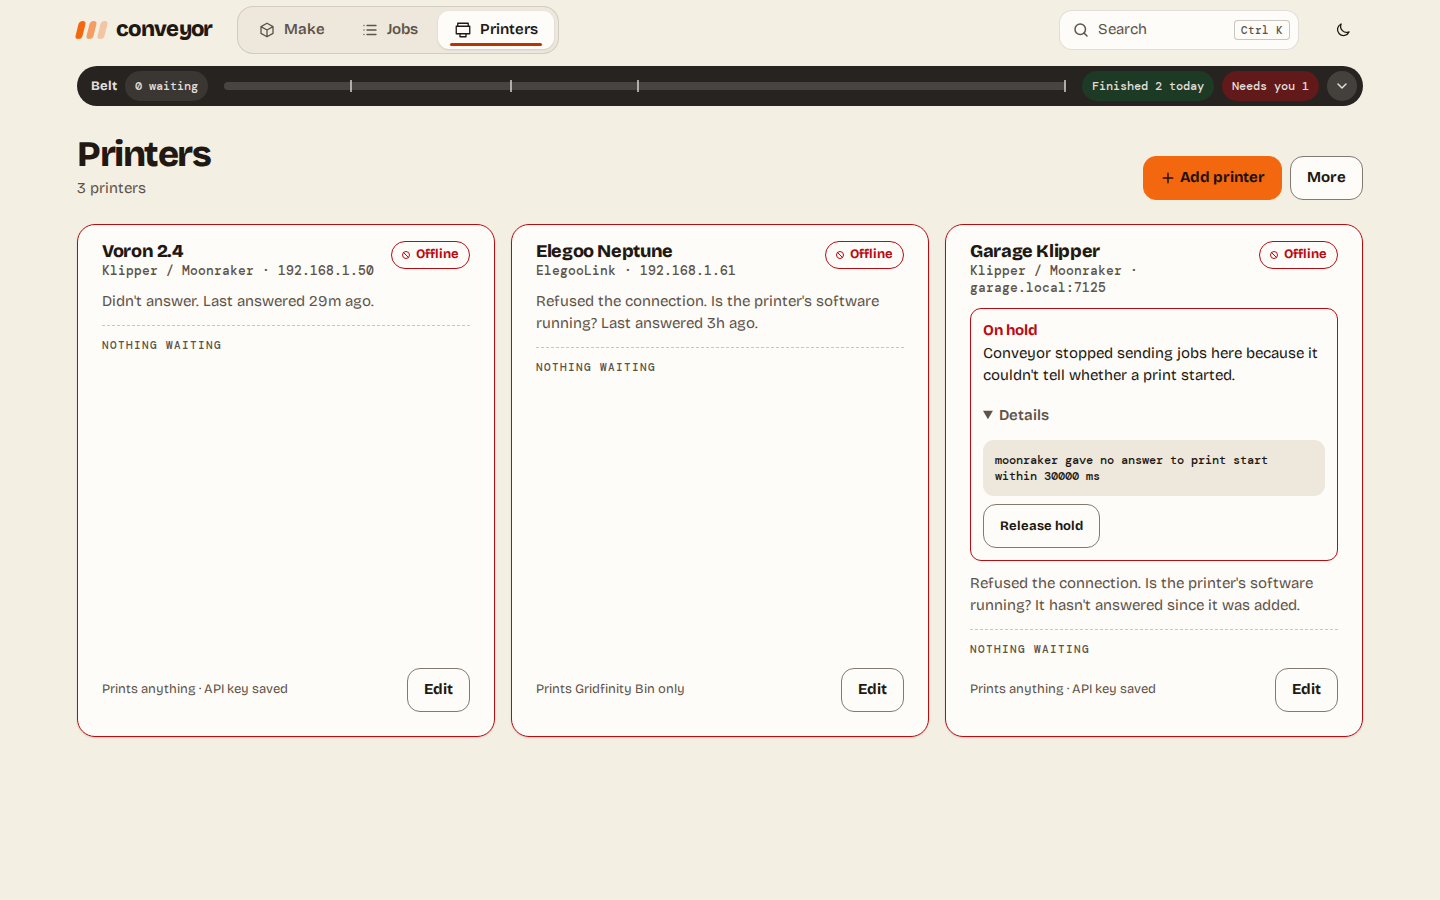 conveyor
Make
Jobs
Printers
Search
Ctrl K
Belt
0 waiting
Finished 2 today
Needs you 1
Printers
3 printers
+ Add printer
More
Voron 2.4
Offline
Klipper / Moonraker · 192.168.1.50
Didn't answer. Last answered 29m ago.
NOTHING WAITING
Prints anything · API key saved
Edit
Elegoo Neptune
Offline
ElegooLink · 192.168.1.61
Refused the connection. Is the printer's software
running? Last answered 3h ago.
NOTHING WAITING
Prints Gridfinity Bin only
Edit
Garage Klipper
Offline
Klipper / Moonraker ·
garage.local:7125
On hold
Conveyor stopped sending jobs here because it
couldn't tell whether a print started.
▼ Details
moonraker gave no answer to print start
within 30000 ms
Release hold
Refused the connection. Is the printer's software
running? It hasn't answered since it was added.
NOTHING WAITING
Prints anything · API key saved
Edit